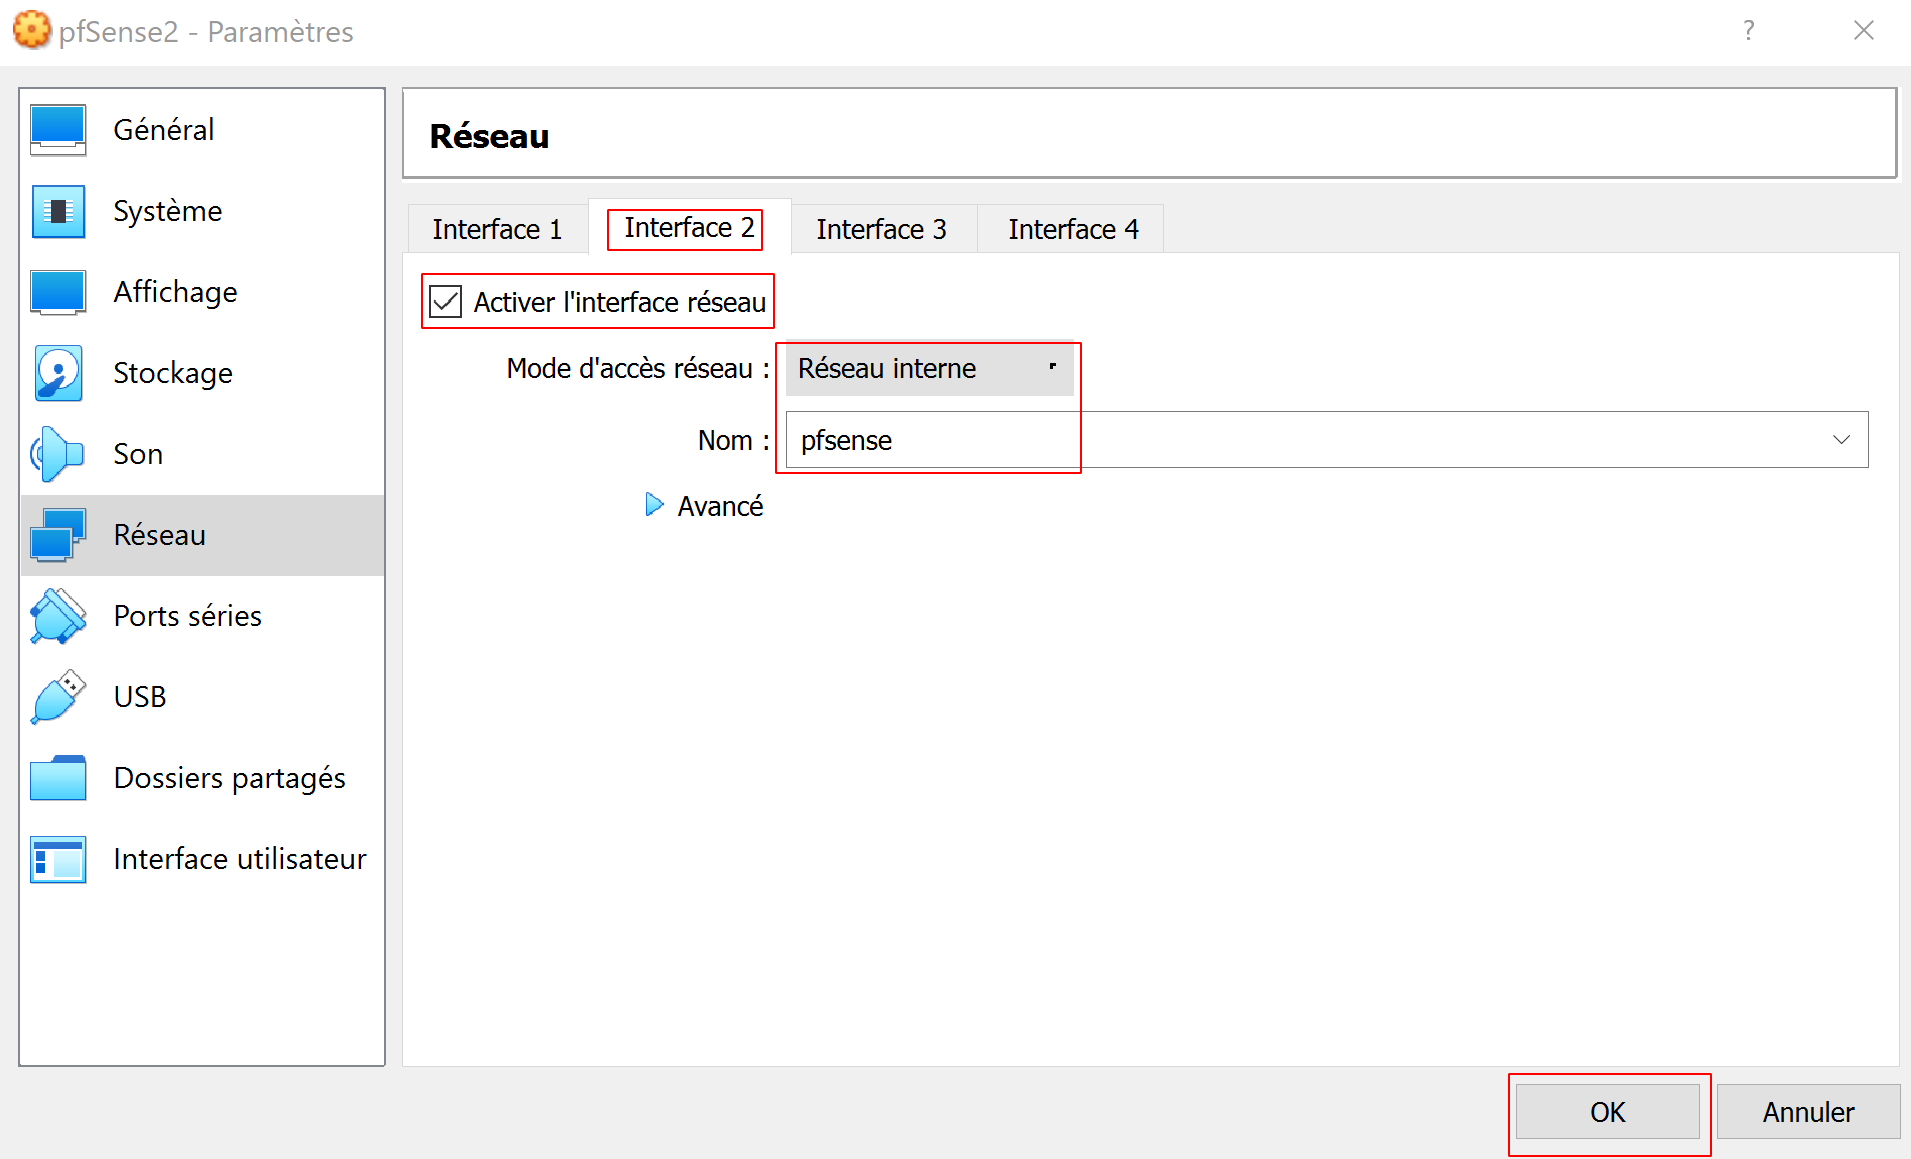 pfSense2 - Paramètres
?
Général
Système
Affichage
Stockage
Son
Réseau
Ports séries
USB
Dossiers partagés
Interface utilisateur
Réseau
Interface 1 Interface 2 Interface 3 Interface 4
Activer l'interface réseau
Mode d'accès réseau : Réseau interne
Nom : pfsense
Avancé
OK Annuler